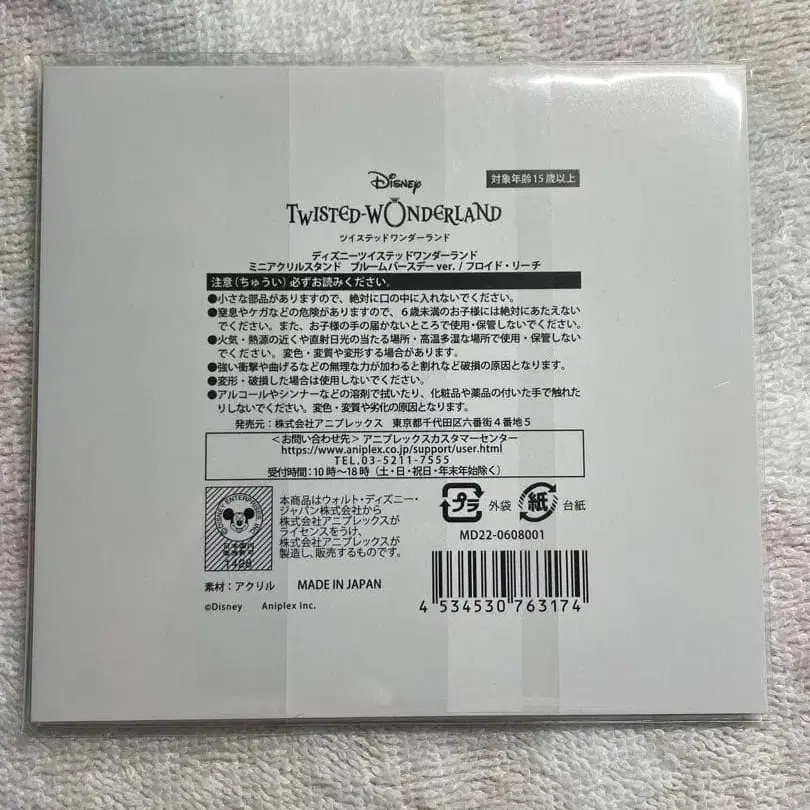 Disney
対象年齢15歳以上
TWISTED-WONDERLAND
ツイステッドワンダーランド
ディズニーツイステッドワンダーランド
ミニアクリルスタンド ブルームバースデーver. / フロイド・リーチ
注意(ちゅうい)必ずお読みください。
●小さな部品がありますので、絶対に口の中に入れないでください。
●窒息やケガなどの危険がありますので、6歳未満のお子様には絶対にあたえない
でください。また、お子様の手の届かないところで使用・保管しないでください。
●火気・熱源の近くや直射日光の当たる場所・高温多湿な場所で使用・保管しない
でください。変色・変質や変形する場合があります。
●強い衝撃や曲げるなどの無理な力が加わると割れなど破損の原因となります。
●変形・破損した場合は使用しないでください。
●アルコールやシンナーなどの溶剤で拭いたり、化粧品や薬品の付いた手で触れた
りしないでください。変色・変質や劣化の原因となります。
発売元:株式会社アニプレックス 東京都千代田区六番街4番地5
<お問い合わせ先>アニプレックスカスタマーセンター
https://www.aniplex.co.jp/support/user.html
TEL.03-5211-7555
受付時間:10時〜18時(土・日・祝日・年末年始除く)
本商品はウォルト・ディズニー・
ジャパン株式会社から
株式会社アニプレックスが
ライセンスをうけ、
株式会社アニプレックスが
製造し、販売するものです。
1428
プラ 外袋 紙 台紙
MD22-0608001
素材:アクリル MADE IN JAPAN
©Disney Aniplex Inc.
4 534530 763174